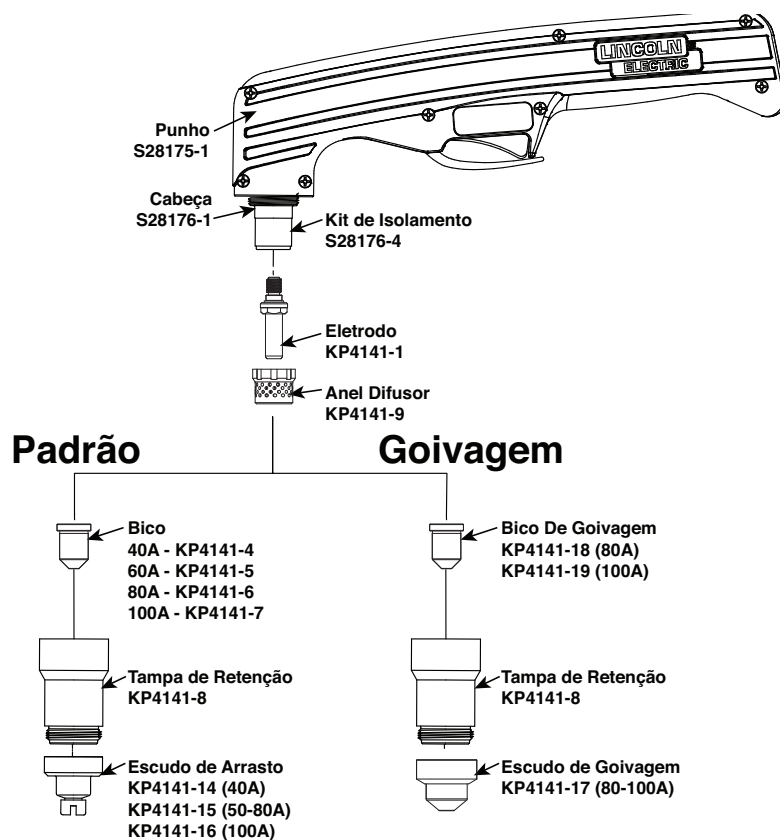 LINCOLN
ELECTRIC
Punho
S28175-1
Cabeça
S28176-1
Kit de Isolamento
S28176-4
Eletrodo
KP4141-1
Anel Difusor
KP4141-9
Padrão
Goivagem
Bico
40A - KP4141-4
60A - KP4141-5
80A - KP4141-6
100A - KP4141-7
Bico De Goivagem
KP4141-18 (80A)
KP4141-19 (100A)
Tampa de Retenção
KP4141-8
Tampa de Retenção
KP4141-8
Escudo de Arrasto
KP4141-14 (40A)
KP4141-15 (50-80A)
KP4141-16 (100A)
Escudo de Goivagem
KP4141-17 (80-100A)